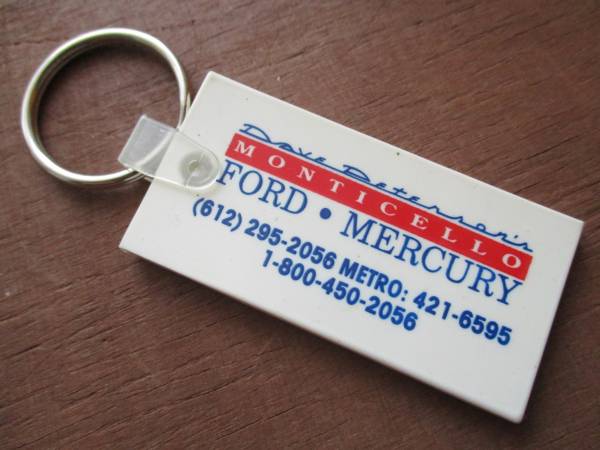 Dave Peterson's
MONTICELLO
FORD • MERCURY
(612) 295-2056 METRO: 421-6595
1-800-450-2056